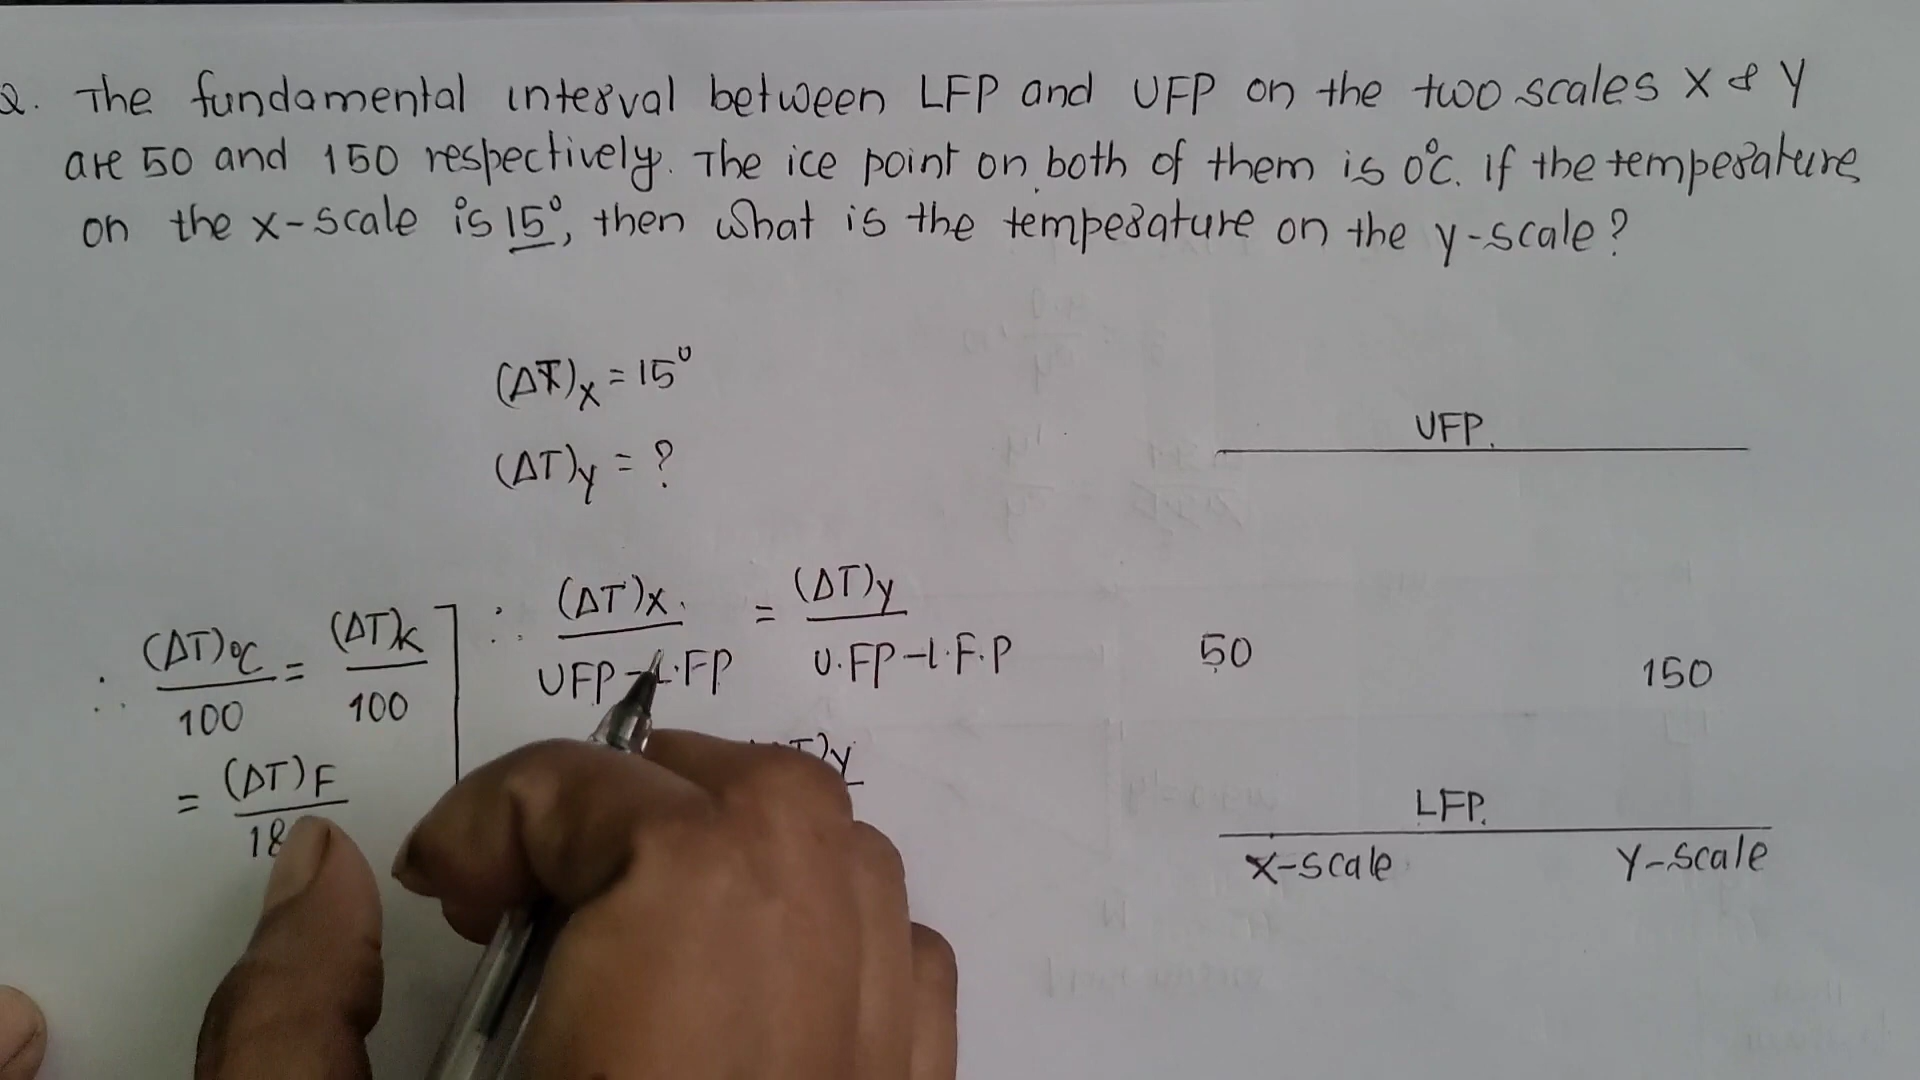 Q. The fundamental interval between LFP and UFP on the two scales X & Y
are 50 and 150 respectively. The ice point on both of them is 0°C. If the temperature
on the x-scale is 15°, then what is the temperature on the y-scale?
(ΔT)x = 15°
(ΔT)y = ?
UFP.
∴ (ΔT)°C/100 = (ΔT)K/100
= (ΔT)F/18
∴ (ΔT)x./UFP-L.FP = (ΔT)y/U.FP-L.F.P
T)y
50 150
LFP.
X-scale Y-scale